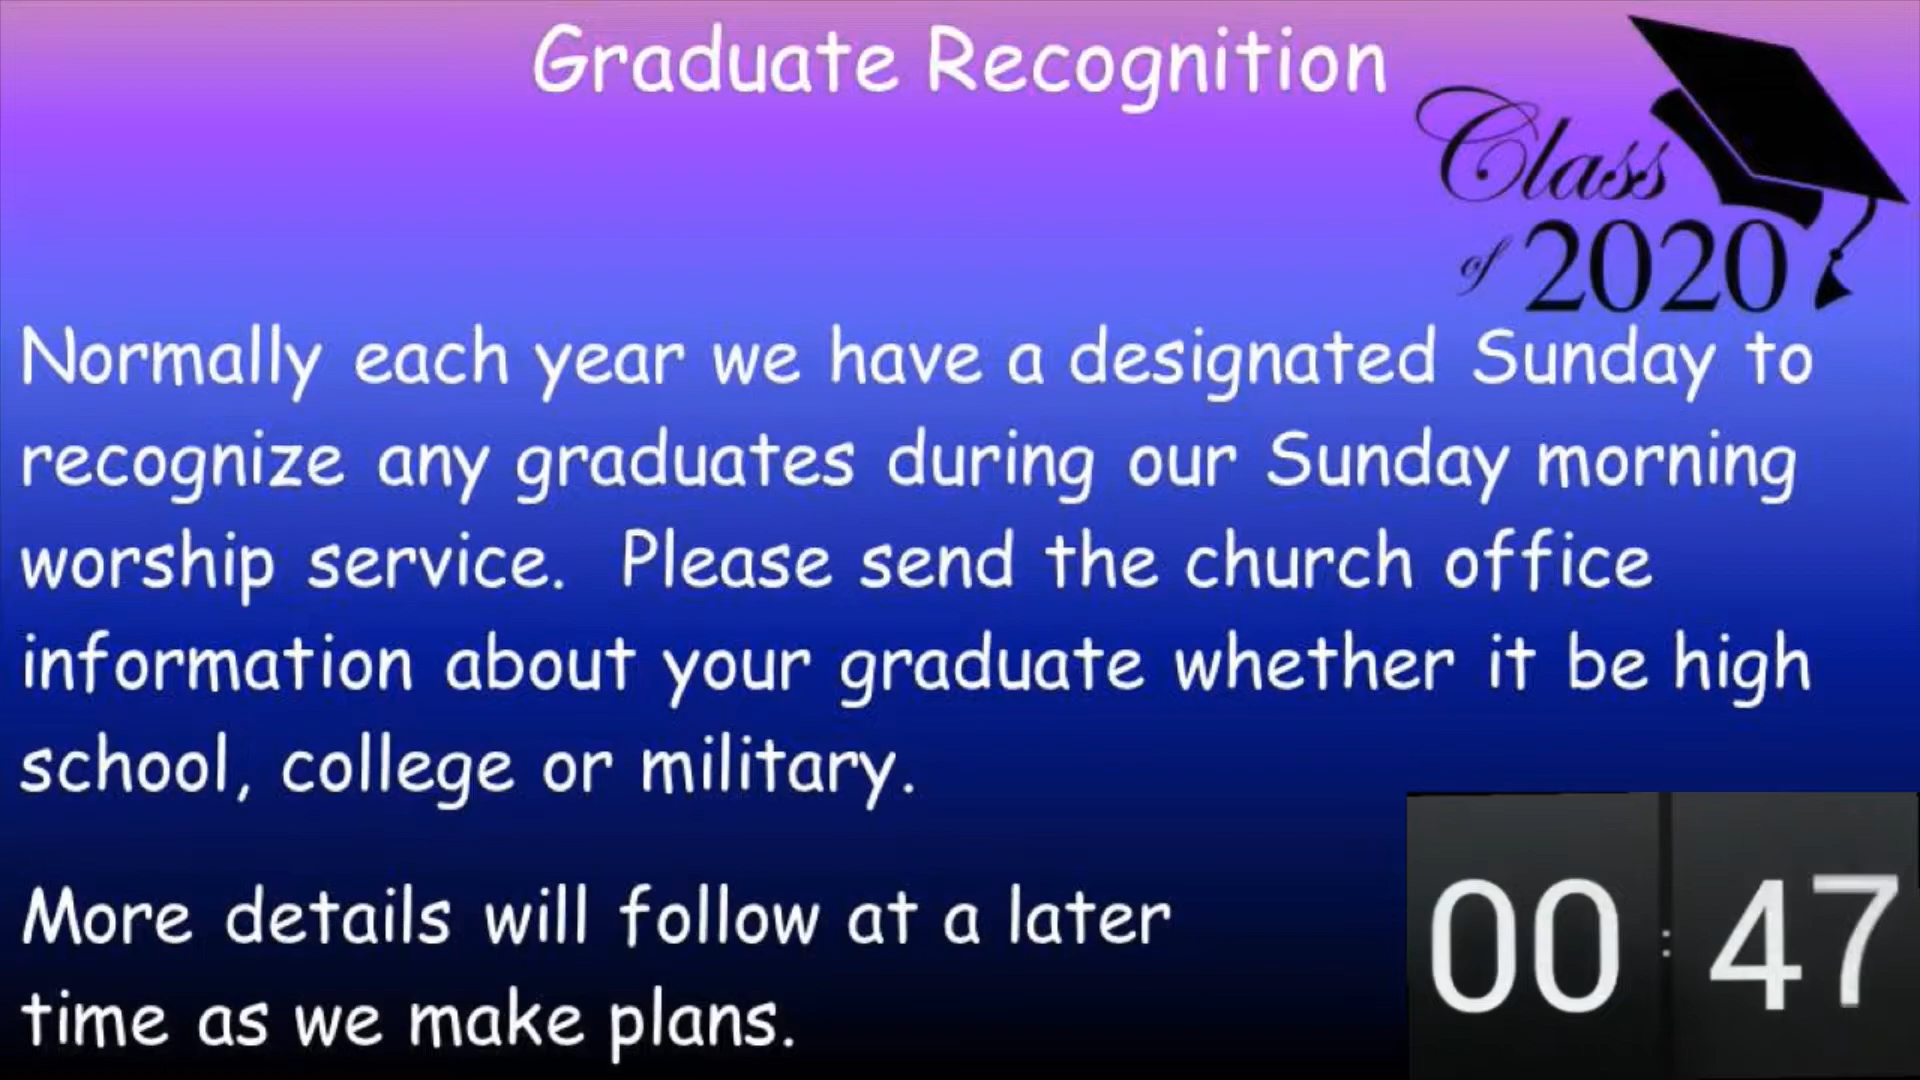 Graduate Recognition
Class
of 2020
Normally each year we have a designated Sunday to
recognize any graduates during our Sunday morning
worship service.  Please send the church office
information about your graduate whether it be high
school, college or military.
More details will follow at a later
time as we make plans.
00 : 47